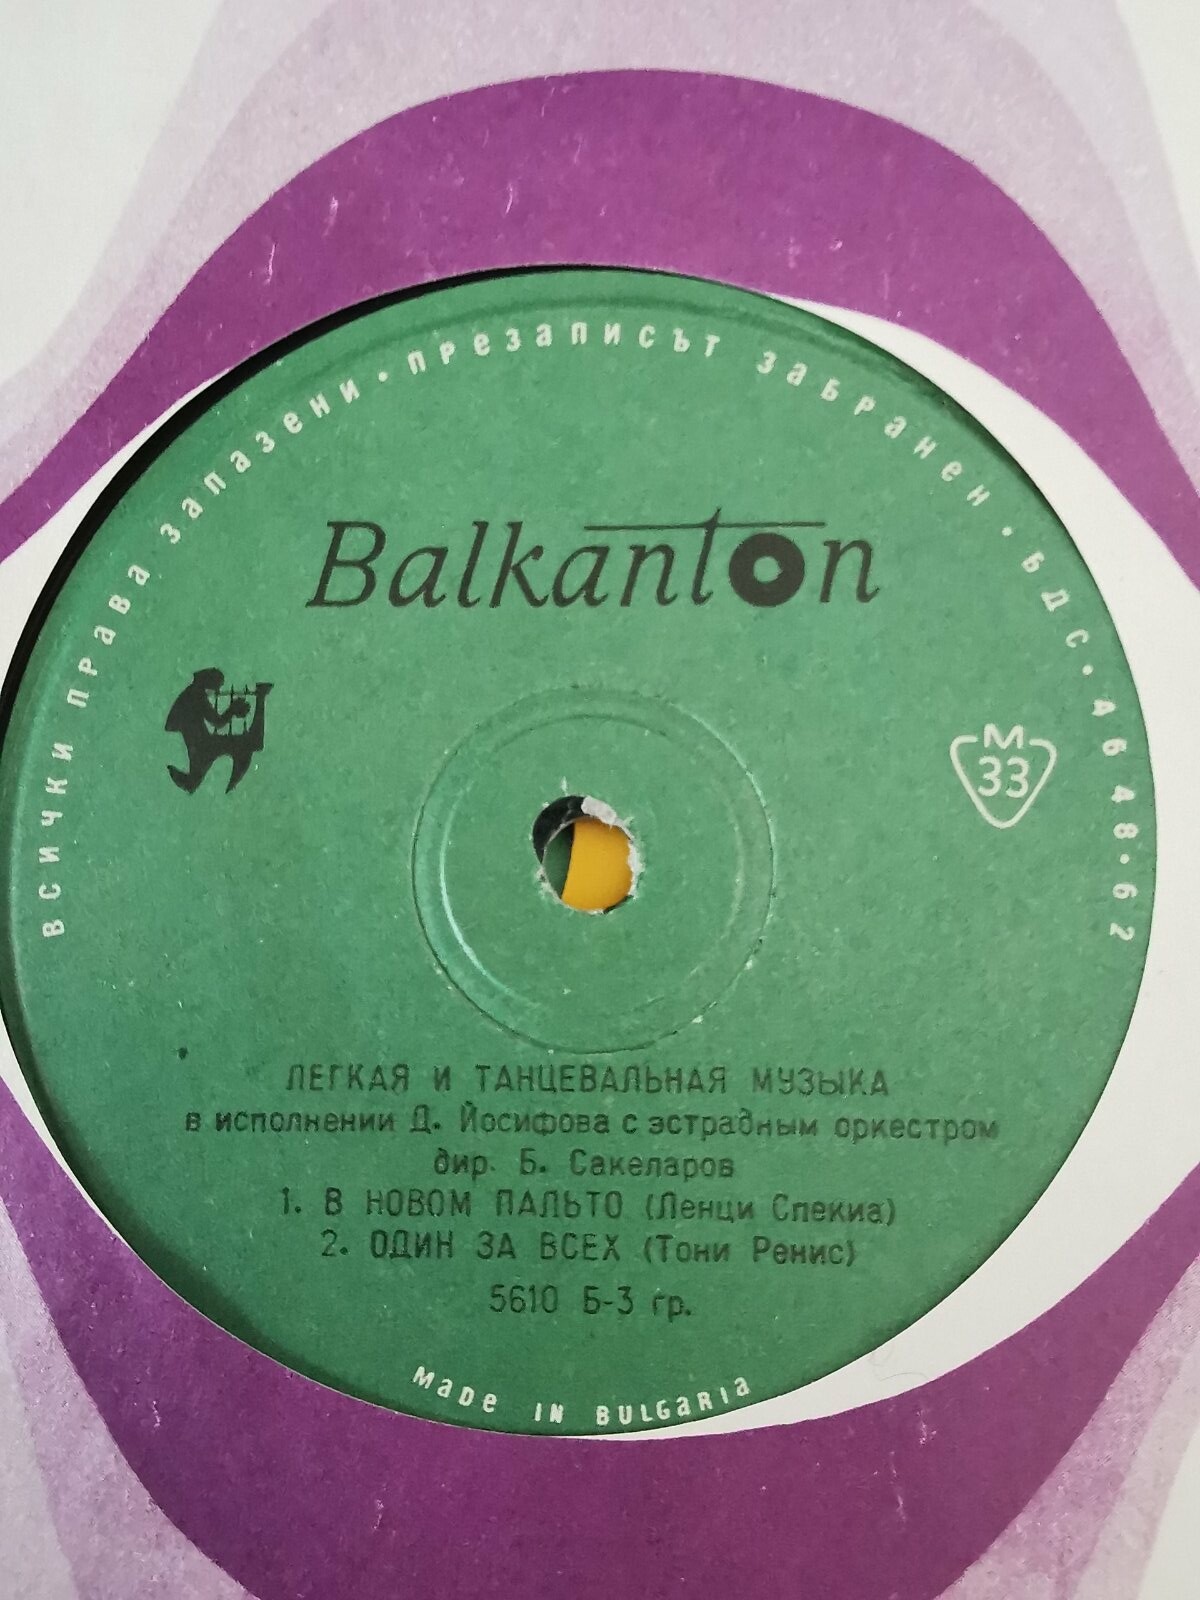 ВСИЧКИ ПРАВА ЗАПАЗЕНИ • ПРЕЗАПИСЪТ ЗАБРАНЕН • БДС • 4648 • 62
Balkanton
М
33
ЛЕГКАЯ И ТАНЦЕВАЛЬНАЯ МУЗЫКА
в исполнении Д. Йосифова с эстрадным оркестром
дир. Б. Сакеларов
1. В НОВОМ ПАЛЬТО (Ленци Спекиа)
2. ОДИН ЗА ВСЕХ (Тони Ренис)
5610 Б-3 гр.
MADE IN BULGARIA